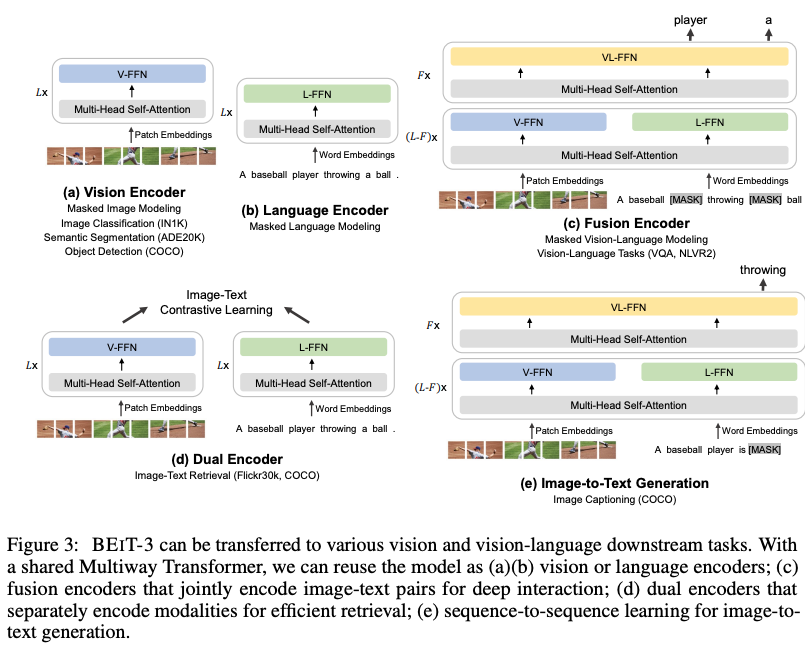 V-FFN
Lx
Multi-Head Self-Attention
Patch Embeddings
(a) Vision Encoder
Masked Image Modeling
Image Classification (IN1K)
Semantic Segmentation (ADE20K)
Object Detection (COCO)
L-FFN
Lx
Multi-Head Self-Attention
Word Embeddings
A baseball player throwing a ball .
(b) Language Encoder
Masked Language Modeling
player a
VL-FFN
Fx
Multi-Head Self-Attention
V-FFN L-FFN
(L-F)x
Multi-Head Self-Attention
Patch Embeddings Word Embeddings
A baseball [MASK] throwing [MASK] ball
(c) Fusion Encoder
Masked Vision-Language Modeling
Vision-Language Tasks (VQA, NLVR2)
Image-Text
Contrastive Learning
V-FFN L-FFN
Lx Lx
Multi-Head Self-Attention Multi-Head Self-Attention
Patch Embeddings Word Embeddings
A baseball player throwing a ball .
(d) Dual Encoder
Image-Text Retrieval (Flickr30k, COCO)
throwing
VL-FFN
Fx
Multi-Head Self-Attention
V-FFN L-FFN
(L-F)x
Multi-Head Self-Attention
Patch Embeddings Word Embeddings
A baseball player is [MASK]
(e) Image-to-Text Generation
Image Captioning (COCO)
Figure 3: BEIT-3 can be transferred to various vision and vision-language downstream tasks. With
a shared Multiway Transformer, we can reuse the model as (a)(b) vision or language encoders; (c)
fusion encoders that jointly encode image-text pairs for deep interaction; (d) dual encoders that
separately encode modalities for efficient retrieval; (e) sequence-to-sequence learning for image-to-
text generation.